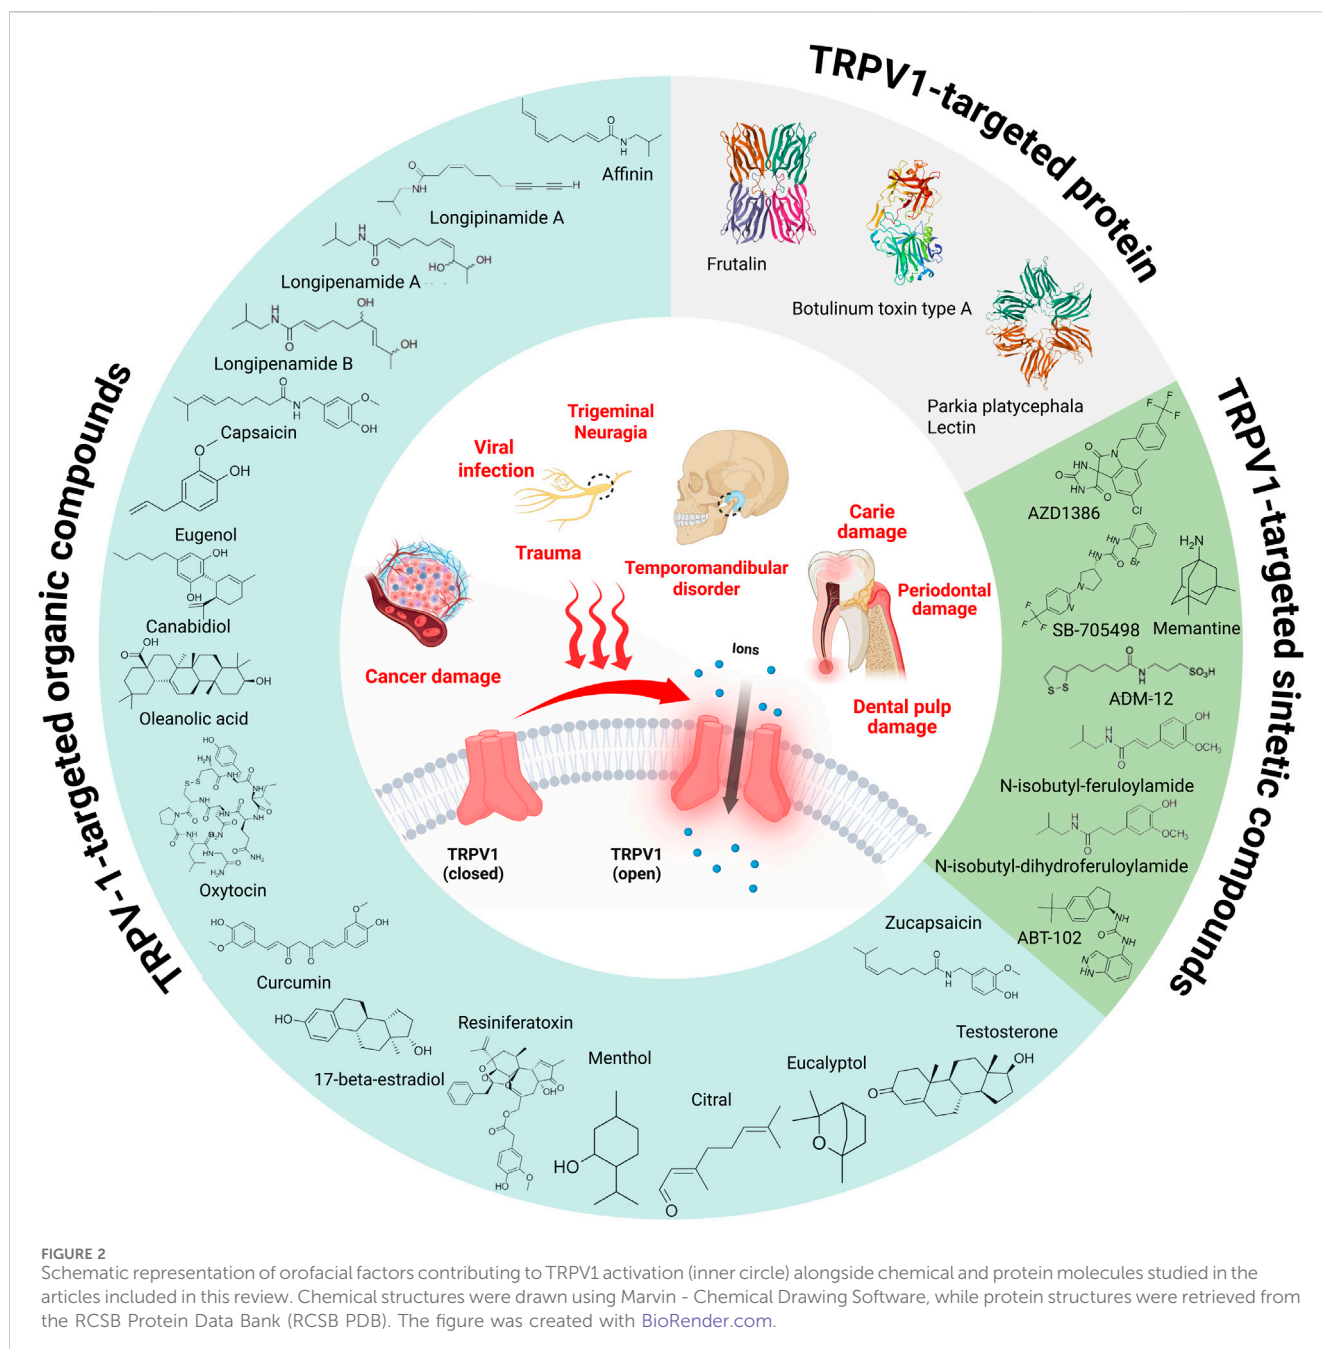 TRPV1-targeted protein
Frutalin
Botulinum toxin type A
Parkia platycephala
Lectin
TRPV1-targeted sintetic compounds
AZD1386
SB-705498
Memantine
ADM-12
N-isobutyl-feruloylamide
N-isobutyl-dihydroferuloylamide
ABT-102
TRPV-1-targeted organic compounds
Affinin
Longipinamide A
Longipenamide A
Longipenamide B
Capsaicin
Eugenol
Canabidiol
Oleanolic acid
Oxytocin
Curcumin
17-beta-estradiol
Resiniferatoxin
Menthol
Citral
Eucalyptol
Testosterone
Zucapsaicin
Trigeminal
Neuragia
Viral
infection
Trauma
Temporomandibular
disorder
Carie
damage
Periodontal
damage
Dental pulp
damage
Cancer damage
Ions
TRPV1
(closed)
TRPV1
(open)
FIGURE 2
Schematic representation of orofacial factors contributing to TRPV1 activation (inner circle) alongside chemical and protein molecules studied in the
articles included in this review. Chemical structures were drawn using Marvin - Chemical Drawing Software, while protein structures were retrieved from
the RCSB Protein Data Bank (RCSB PDB). The figure was created with BioRender.com.